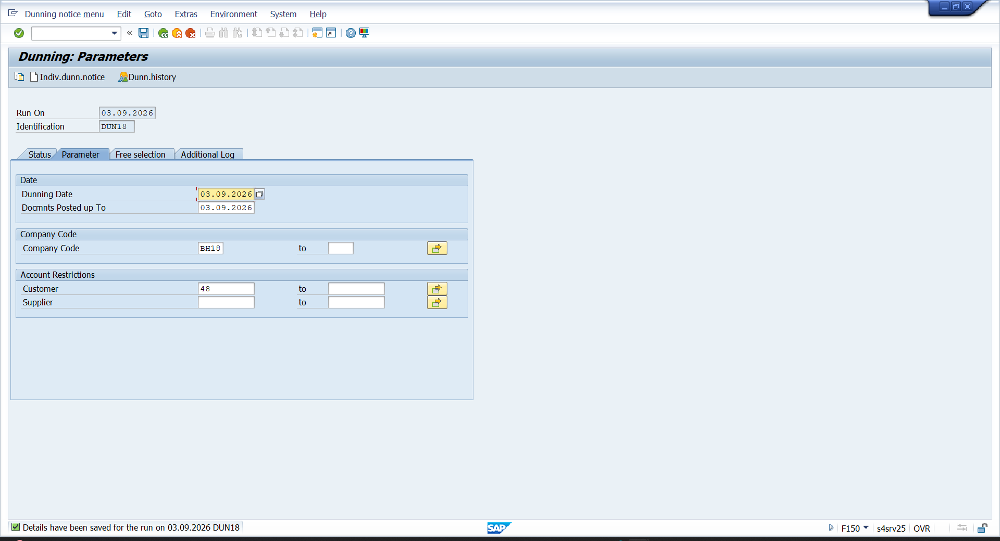 Dunning notice menu Edit Goto Extras Environment System Help
Dunning: Parameters
Indiv.dunn.notice Dunn.history
Run On 03.09.2026
Identification DUN18
Status Parameter Free selection Additional Log
Date
Dunning Date 03.09.2026
Docmnts Posted up To 03.09.2026
Company Code
Company Code BH18 to
Account Restrictions
Customer 48 to
Supplier to
Details have been saved for the run on 03.09.2026 DUN18 SAP F150 s4srv25 OVR